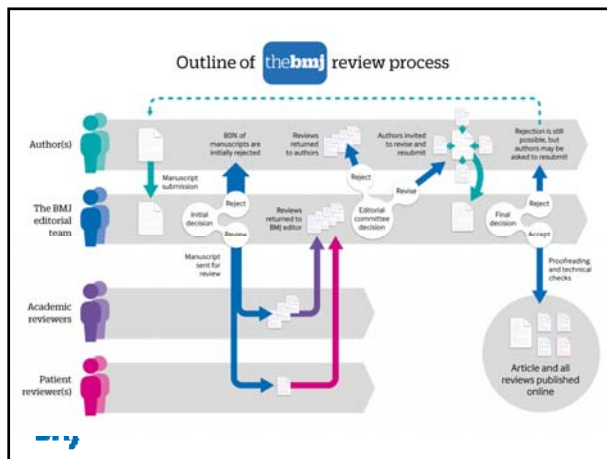 Outline of thebmj review process
Author(s)
80% of
manuscripts are
initially rejected
Reviews
returned to
authors
Authors invited
to revise and
resubmit
Rejection is still
possible, but
authors may be
asked to resubmit
Manuscript
submission
Reject
Revise
Reject
The BMJ
editorial
team
Initial
decision
Reject
Review
Reviews
returned to
BMJ editor
Editorial
committee
decision
Final
decision
Accept
Manuscript
sent for
review
Proofreading
and technical
checks
Academic
reviewers
Patient
reviewer(s)
Article and all
reviews published
online
bmj